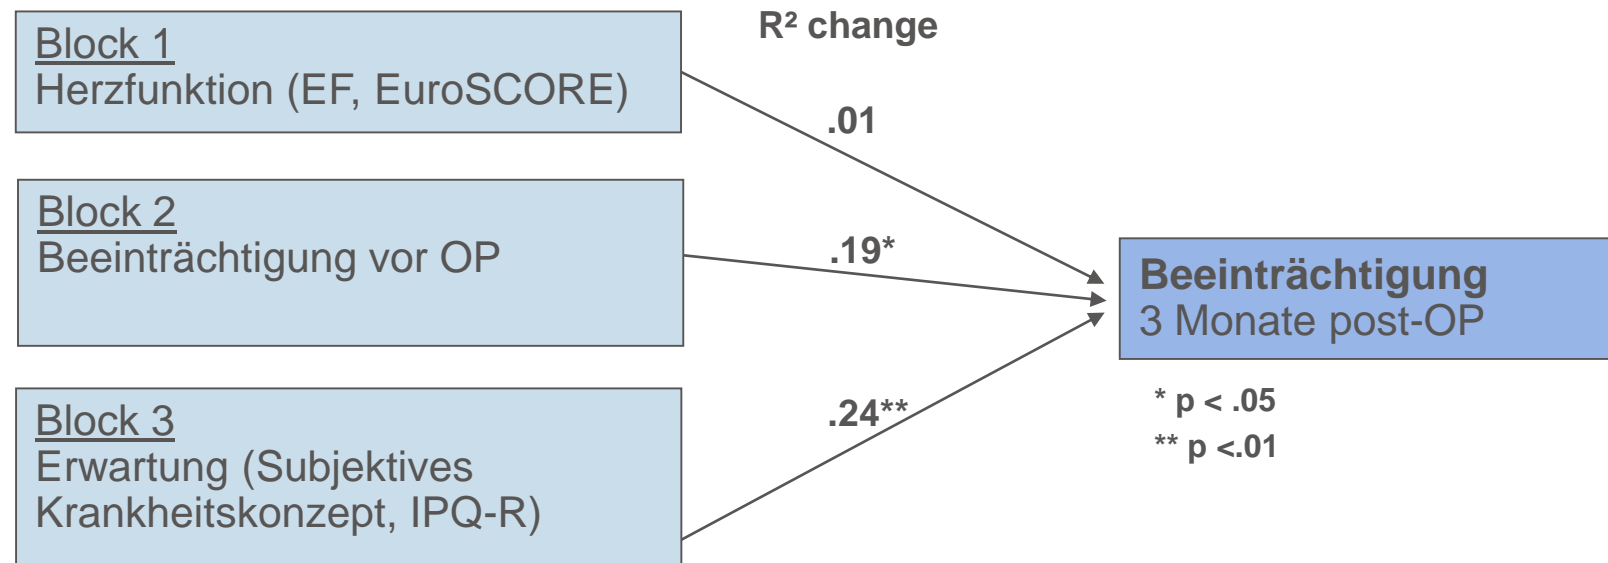 Block 1
Herzfunktion (EF, EuroSCORE)
R² change
.01
Block 2
Beeinträchtigung vor OP
.19*
Beeinträchtigung
3 Monate post-OP
Block 3
Erwartung (Subjektives
Krankheitskonzept, IPQ-R)
.24**
* p < .05
** p <.01